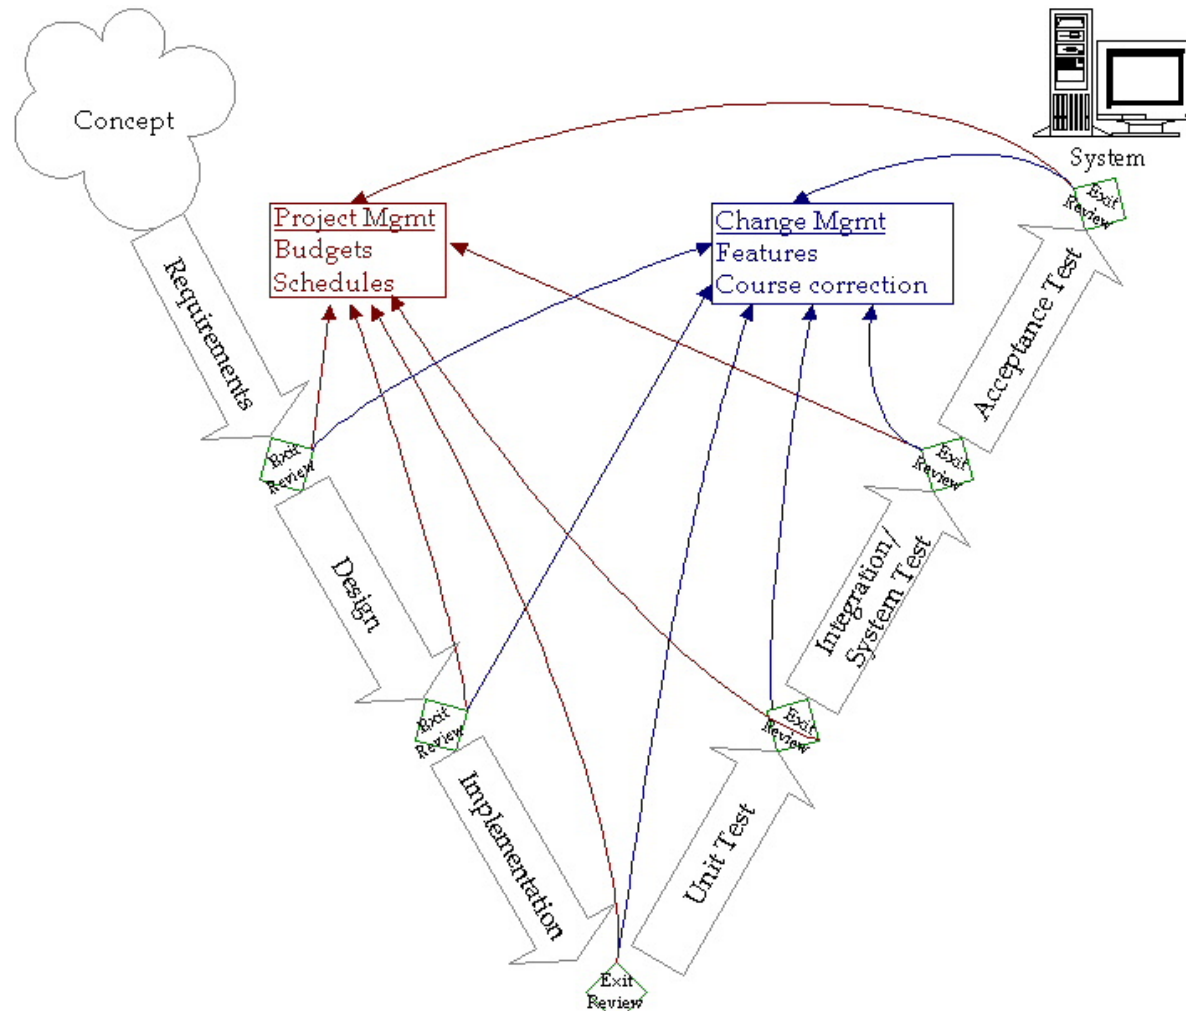 Concept
System
Exit
Review
Project Mgmt
Budgets
Schedules
Change Mgmt
Features
Course correction
Requirements
Acceptance Test
Exit
Review
Exit
Review
Design
Integration/
System Test
Exit
Review
Exit
Review
Implementation
Unit Test
Exit
Review